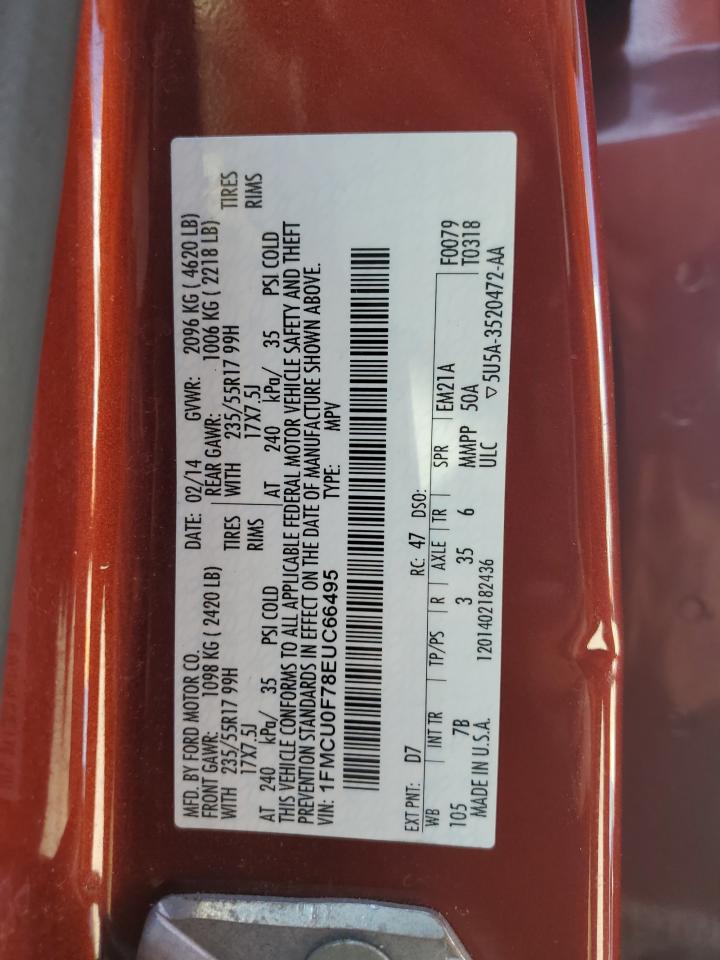 MFD. BY FORD MOTOR CO.
DATE: 02/14 GVWR: 2096 KG ( 4620 LB)
FRONT GAWR: 1098 KG ( 2420 LB)
REAR GAWR: 1006 KG ( 2218 LB)
WITH 235/55R17 99H TIRES
WITH 235/55R17 99H TIRES
17X7.5J RIMS
17X7.5J RIMS
AT 240 kPa/ 35 PSI COLD
AT 240 kPa/ 35 PSI COLD
THIS VEHICLE CONFORMS TO ALL APPLICABLE FEDERAL MOTOR VEHICLE SAFETY AND THEFT
PREVENTION STANDARDS IN EFFECT ON THE DATE OF MANUFACTURE SHOWN ABOVE.
VIN: 1FMCU0F78EUC66495 TYPE: MPV
EXT PNT: D7 RC: 47 DSO: F0079
WB INT TR TP/PS R AXLE TR SPR EM21A T0318
105 7B 3 35 6 MMPP 50A
MADE IN U.S.A. 1201402182436 ULC ▽5U5A-3520472-AA